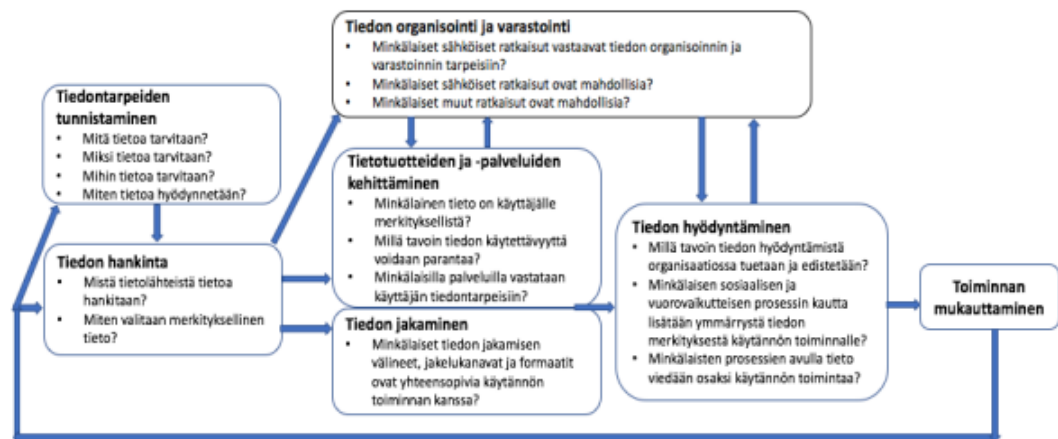 Tiedon organisointi ja varastointi
• Minkälaiset sähköiset ratkaisut vastaavat tiedon organisoinnin ja
varastoinnin tarpeisiin?
• Minkälaiset sähköiset ratkaisut ovat mahdollisia?
• Minkälaiset muut ratkaisut ovat mahdollisia?
Tiedontarpeiden
tunnistaminen
• Mitä tietoa tarvitaan?
• Miksi tietoa tarvitaan?
• Mihin tietoa tarvitaan?
• Miten tietoa hyödynnetään?
Tiedon hankinta
• Mistä tietolähteistä tietoa
hankitaan?
• Miten valitaan merkityksellinen
tieto?
Tietotuotteiden ja -palveluiden
kehittäminen
• Minkälainen tieto on käyttäjälle
merkityksellistä?
• Millä tavoin tiedon käytettävyyttä
voidaan parantaa?
• Minkälaisilla palveluilla vastataan
käyttäjän tiedontarpeisiin?
Tiedon jakaminen
• Minkälaiset tiedon jakamisen
välineet, jakelukanavat ja formaatit
ovat yhteensopivia käytännön
toiminnan kanssa?
Tiedon hyödyntäminen
• Millä tavoin tiedon hyödyntämistä
organisaatiossa tuetaan ja edistetään?
• Minkälaisen sosiaalisen ja
vuorovaikutteisen prosessin kautta
lisätään ymmärrystä tiedon
merkityksestä käytännön toiminnalle?
• Minkälaisten prosessien avulla tieto
viedään osaksi käytännön toimintaa?
Toiminnan
mukauttaminen